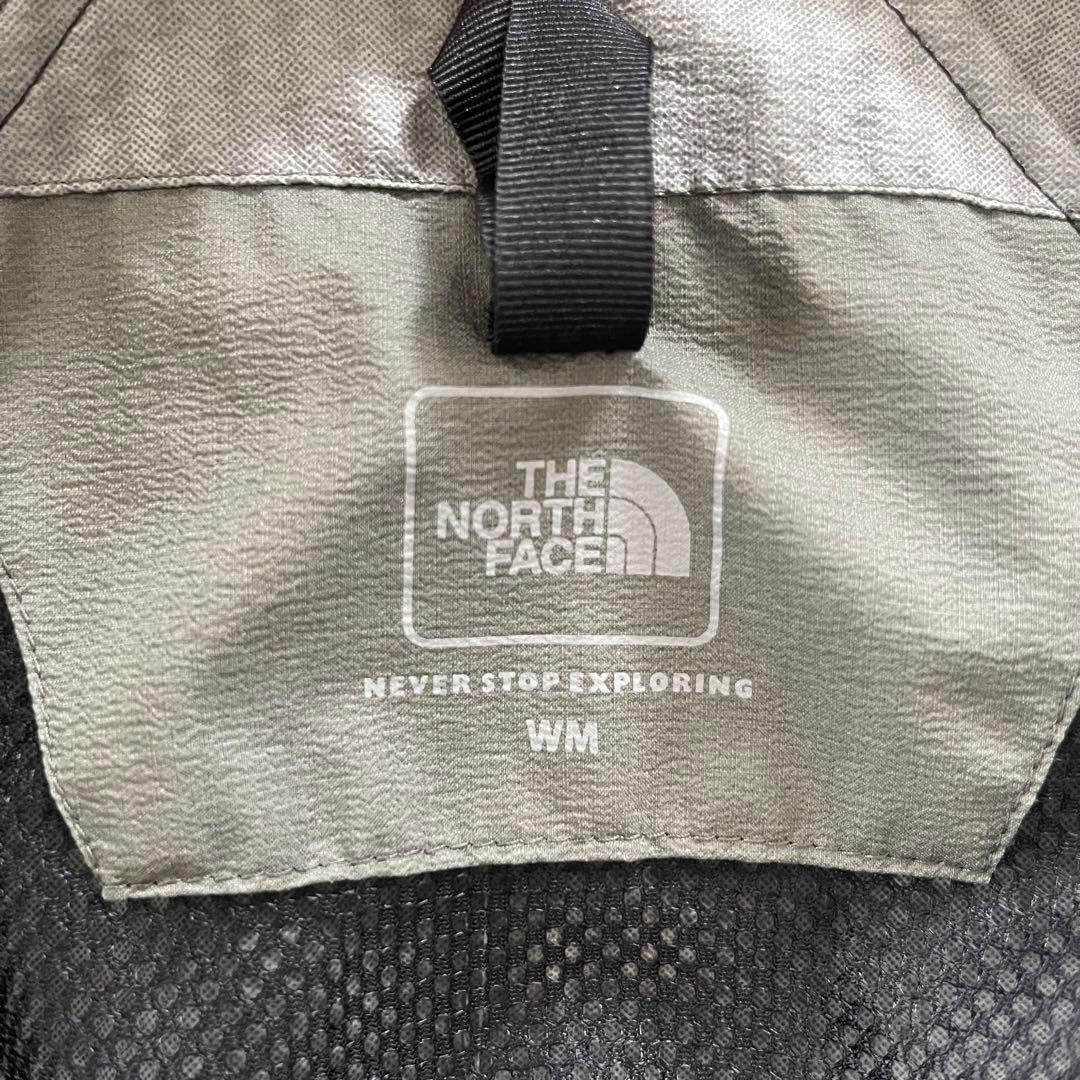 THE
NORTH
FACE
NEVER STOP EXPLORING
WM